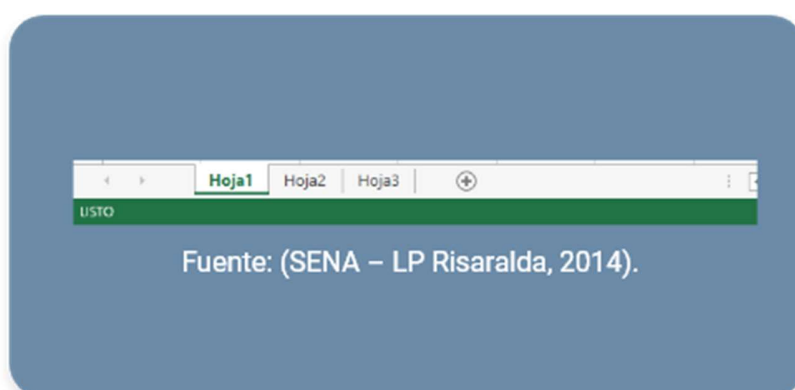 Hoja1 Hoja2 Hoja3
LISTO
Fuente: (SENA – LP Risaralda, 2014).